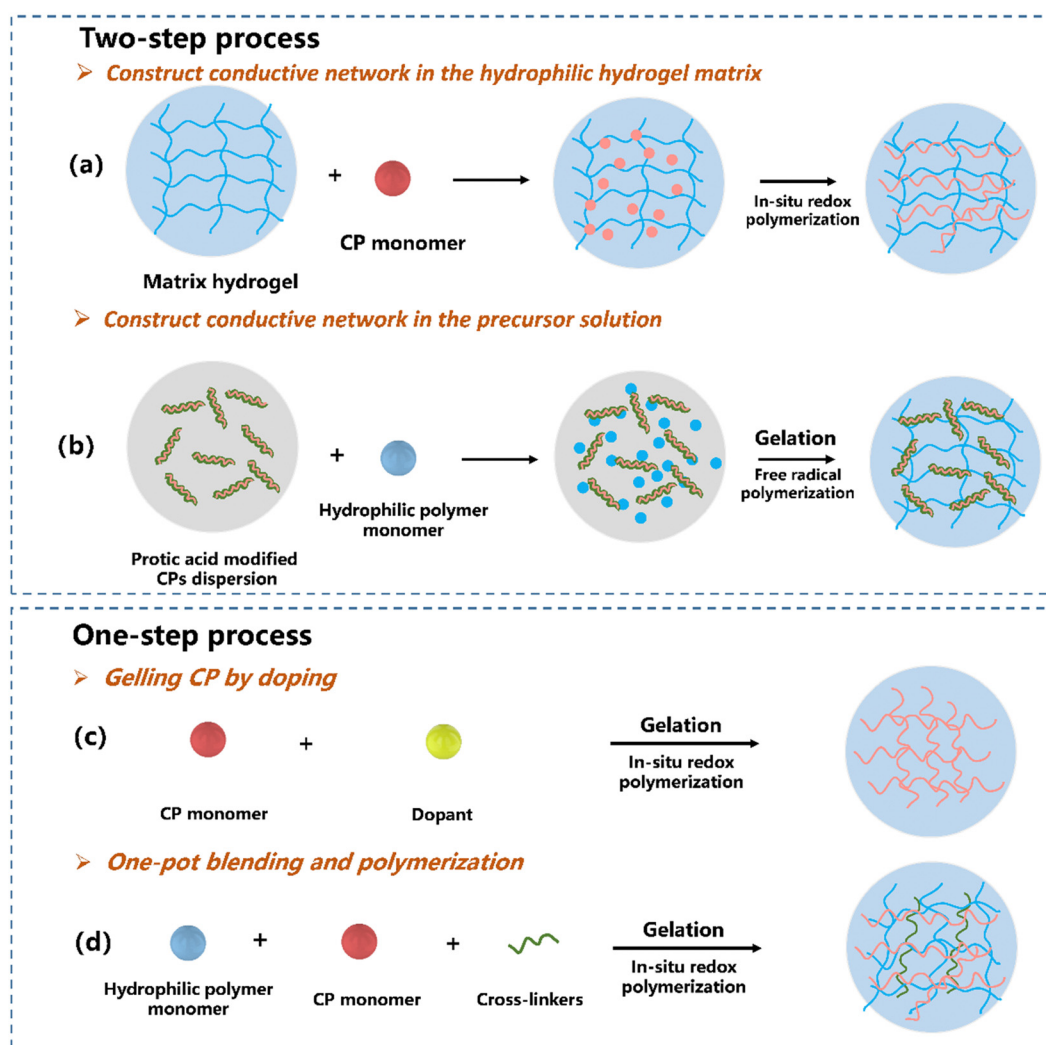 Two-step process
➢ Construct conductive network in the hydrophilic hydrogel matrix
(a)
+
CP monomer
Matrix hydrogel
In-situ redox
polymerization
➢ Construct conductive network in the precursor solution
(b)
+
Hydrophilic polymer
monomer
Protic acid modified
CPs dispersion
Gelation
Free radical
polymerization
One-step process
➢ Gelling CP by doping
(c)
+
CP monomer
Dopant
Gelation
In-situ redox
polymerization
➢ One-pot blending and polymerization
(d)
+
+
Hydrophilic polymer
monomer
CP monomer
Cross-linkers
Gelation
In-situ redox
polymerization